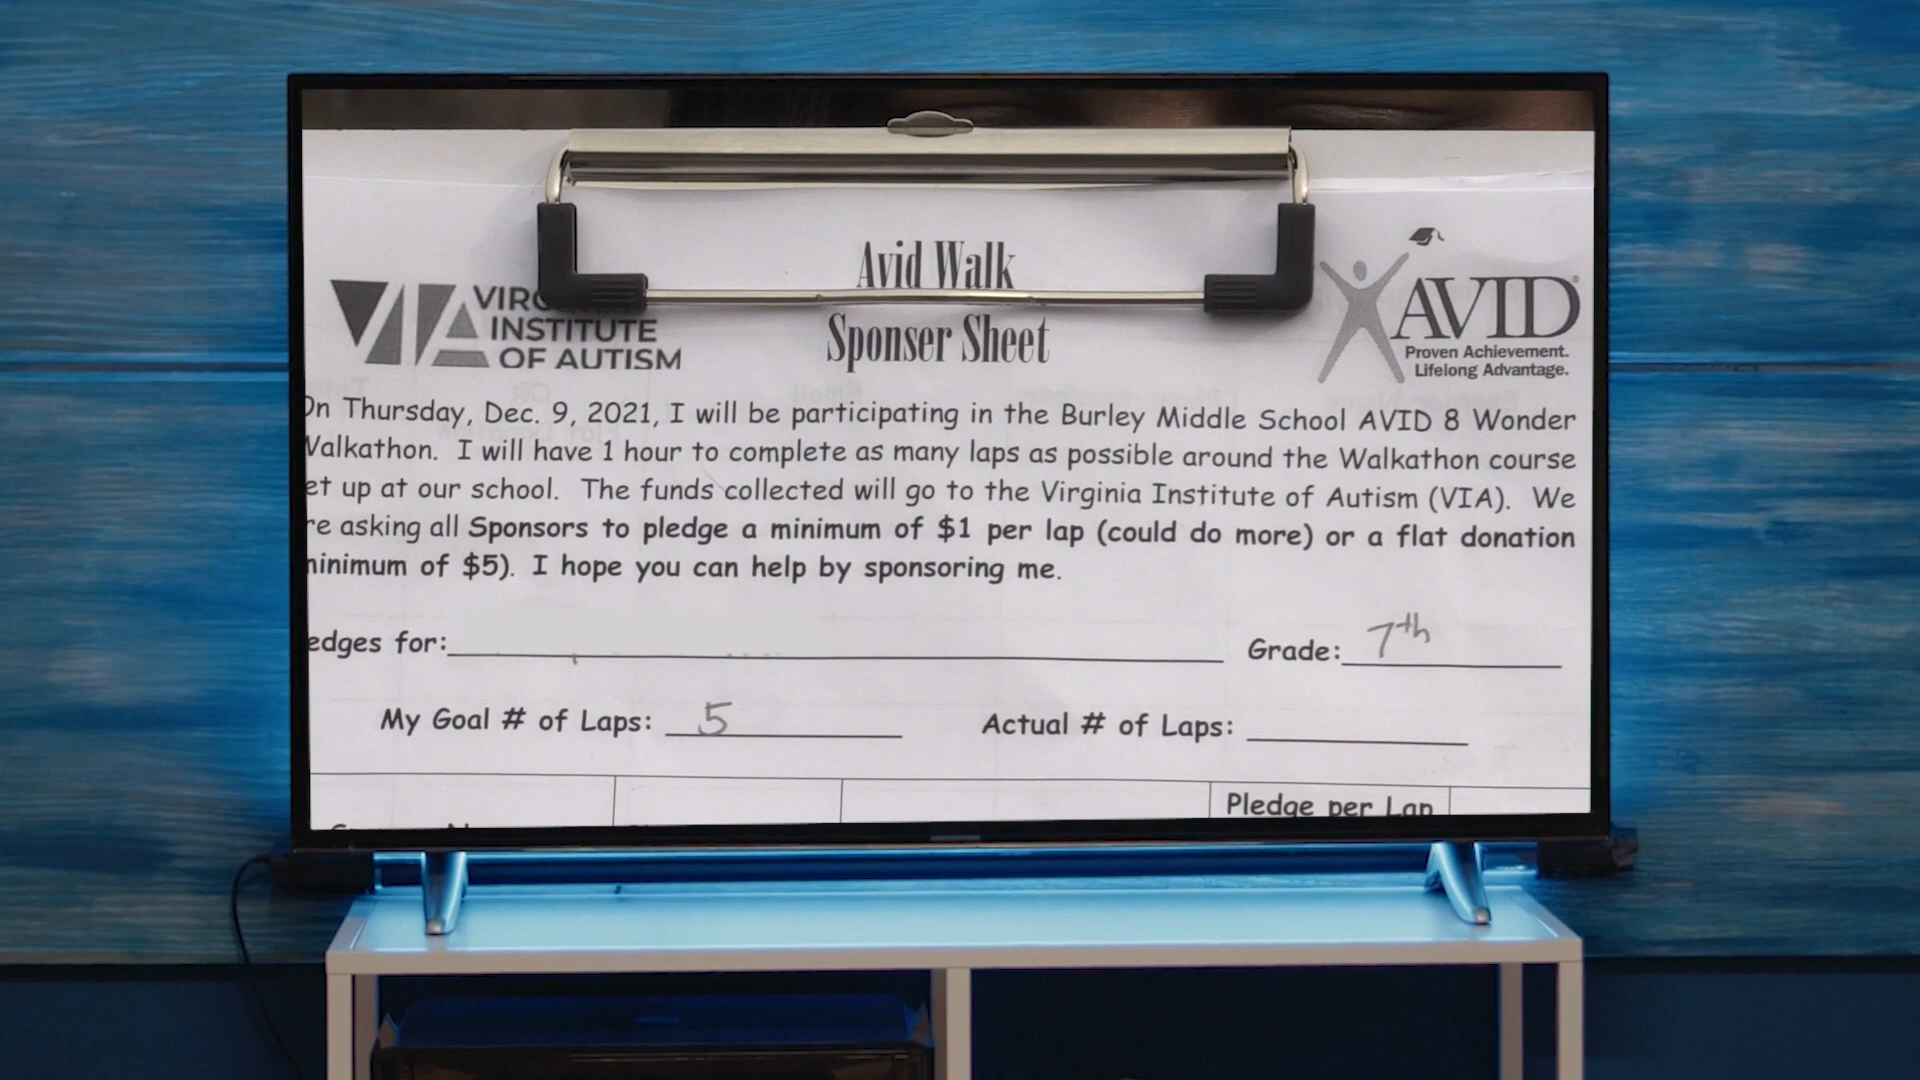 Avid Walk
Sponser Sheet
INSTITUTE
OF AUTISM
AVID
Proven Achievement.
Lifelong Advantage.
On Thursday, Dec. 9, 2021, I will be participating in the Burley Middle School AVID 8 Wonder
Walkathon. I will have 1 hour to complete as many laps as possible around the Walkathon course
et up at our school. The funds collected will go to the Virginia Institute of Autism (VIA). We
re asking all Sponsors to pledge a minimum of $1 per lap (could do more) or a flat donation
minimum of $5). I hope you can help by sponsoring me.
edges for: Grade: 7th
My Goal # of Laps: 5 Actual # of Laps:
Pledge per Lap